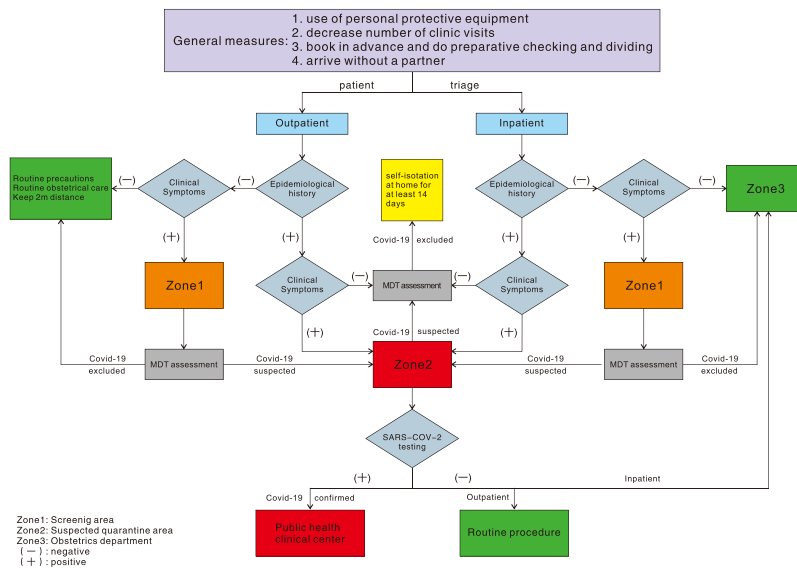 General measures:
1. use of personal protective equipment
2. decrease number of clinic visits
3. book in advance and do preparative checking and dividing
4. arrive without a partner
patient
triage
Outpatient
Inpatient
Routine precautions
Routine obstetrical care
Keep 2m distance
(−)
Clinical
Symptoms
(−)
Epidemiological
history
self-isotation
at home for
at least 14
days
Epidemiological
history
(−)
Clinical
Symptoms
(−)
Zone3
(+)
(+)
Covid-19
excluded
(+)
(+)
Zone1
Clinical
Symptoms
(−)
MDT assessment
(−)
Clinical
Symptoms
Zone1
(+)
Covid-19
suspected
(+)
Covid-19
excluded
MDT assessment
Covid-19
suspected
Zone2
Covid-19
suspected
MDT assessment
Covid-19
excluded
SARS-COV-2
testing
(+)
(−)
Inpatient
Covid-19
confirmed
Outpatient
Public health
clinical center
Routine procedure
Zone1: Screenig area
Zone2: Suspected quarantine area
Zone3: Obstetrics department
(−) : negative
(+) : positive